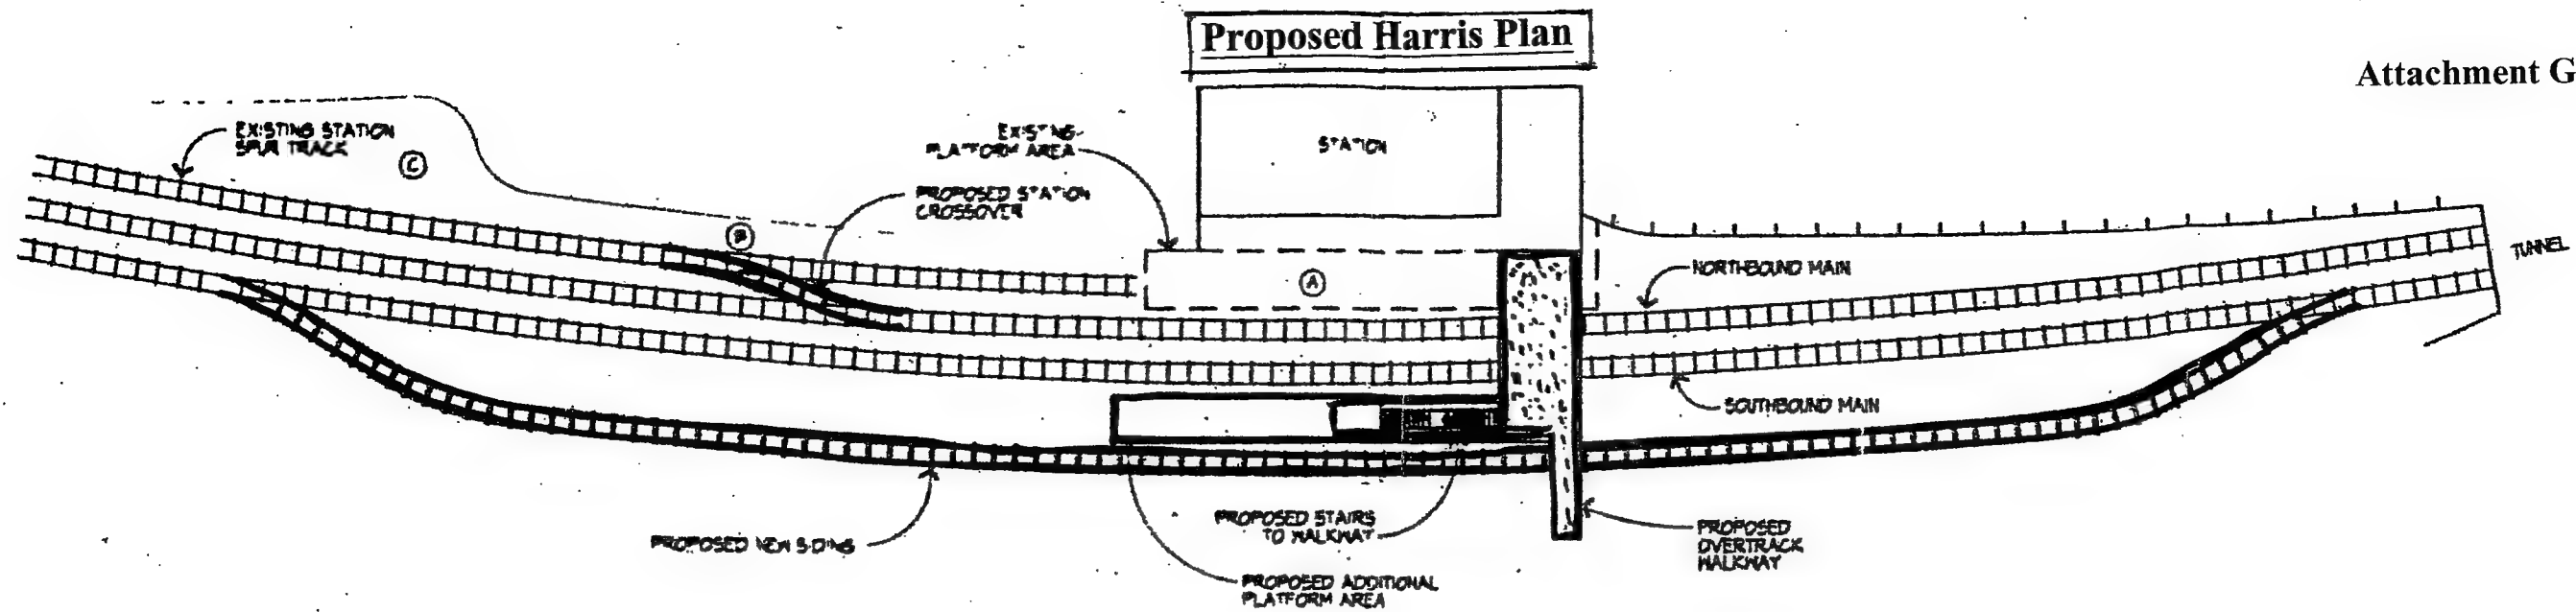 Proposed Harris Plan
Attachment G
EXISTING STATION
SPUR TRACK
C
EXISTING
PLATFORM AREA
STATION
PROPOSED STATION
CROSSOVER
B
A
NORTHBOUND MAIN
TUNNEL
SOUTHBOUND MAIN
PROPOSED NEW SIDING
PROPOSED STAIRS
TO WALKWAY
PROPOSED
OVERTRACK
WALKWAY
PROPOSED ADDITIONAL
PLATFORM AREA